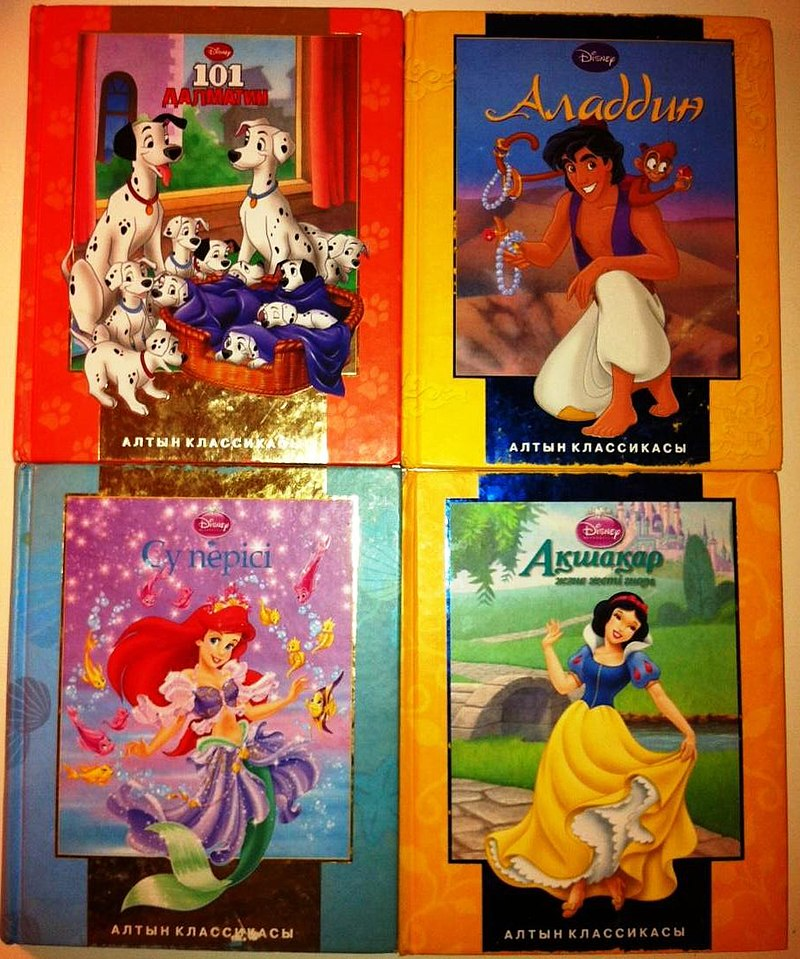 Disney
101
ДАЛМАТИН
АЛТЫН КЛАССИКАСЫ
Disney
Аладдин
АЛТЫН КЛАССИКАСЫ
Disney
Су перісі
АЛТЫН КЛАССИКАСЫ
Disney
Ақшақар
және жеті гном
АЛТЫН КЛАССИКАСЫ